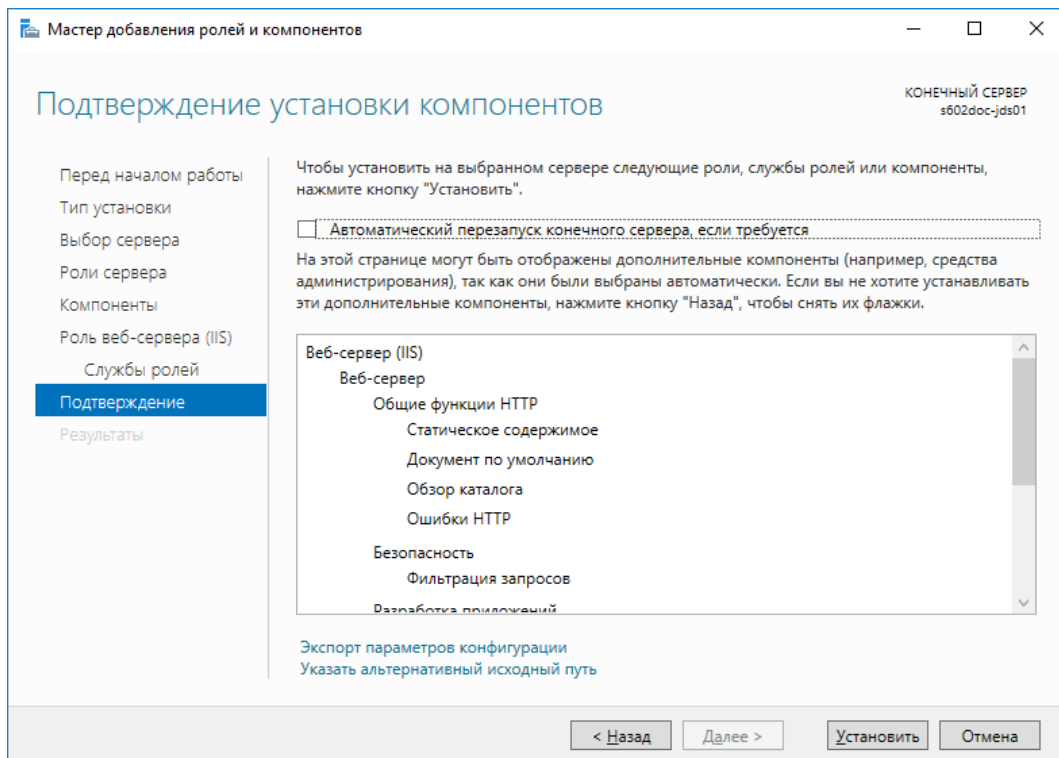 Мастер добавления ролей и компонентов
Подтверждение установки компонентов
КОНЕЧНЫЙ СЕРВЕР
s602doc-jds01
Перед началом работы
Тип установки
Выбор сервера
Роли сервера
Компоненты
Роль веб-сервера (IIS)
Службы ролей
Подтверждение
Результаты
Чтобы установить на выбранном сервере следующие роли, службы ролей или компоненты,
нажмите кнопку "Установить".
Автоматический перезапуск конечного сервера, если требуется
На этой странице могут быть отображены дополнительные компоненты (например, средства
администрирования), так как они были выбраны автоматически. Если вы не хотите устанавливать
эти дополнительные компоненты, нажмите кнопку "Назад", чтобы снять их флажки.
Веб-сервер (IIS)
Веб-сервер
Общие функции HTTP
Статическое содержимое
Документ по умолчанию
Обзор каталога
Ошибки HTTP
Безопасность
Фильтрация запросов
Разработка приложений
Экспорт параметров конфигурации
Указать альтернативный исходный путь
< Назад
Далее >
Установить
Отмена